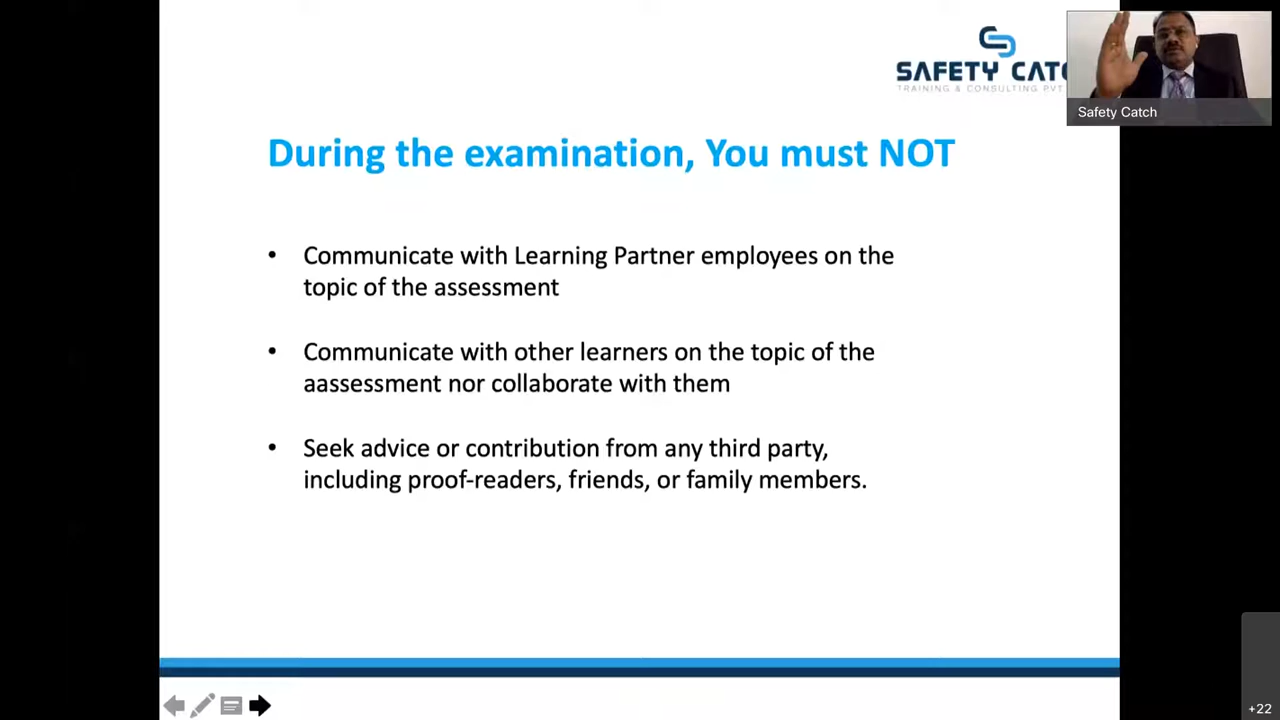 SAFETY CATC
TRAINING & CONSULTING PVT
Safety Catch
During the examination, You must NOT
• Communicate with Learning Partner employees on the
topic of the assessment
• Communicate with other learners on the topic of the
aassessment nor collaborate with them
• Seek advice or contribution from any third party,
including proof-readers, friends, or family members.
+22